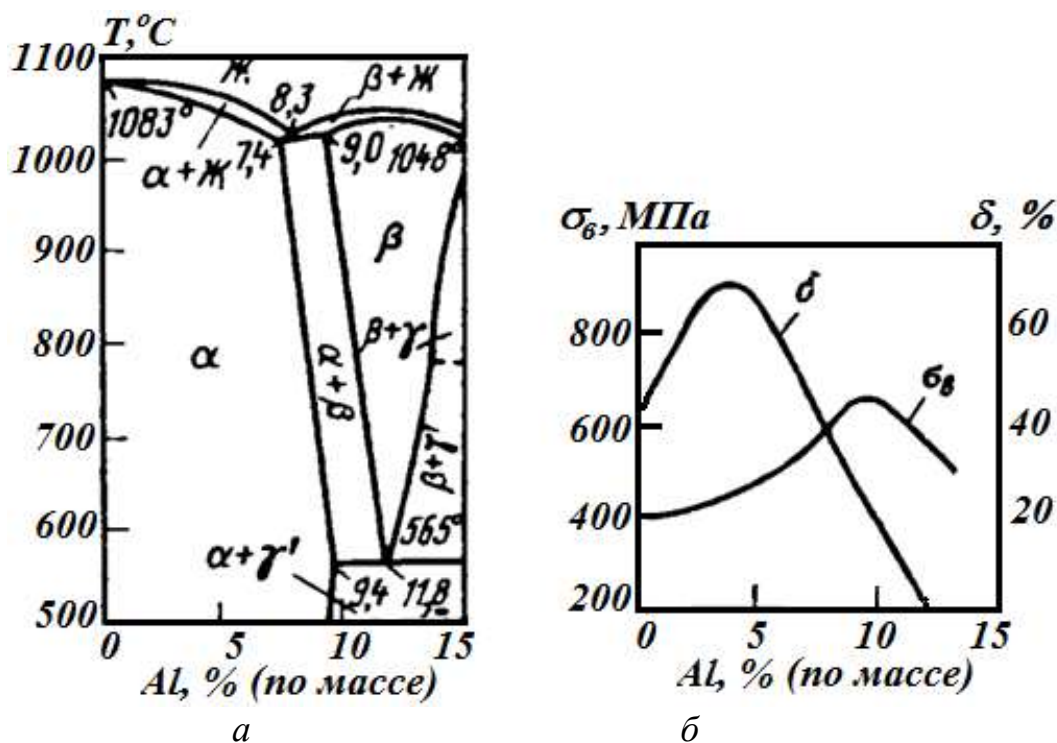 T,°C
1100
1000
900
800
700
600
500
Ж
8,3
β+Ж
1083°
α+Ж
7,4
9,0
1048°
α
α+β
β
β+γ
β+γ'
565°
α+γ'
9,4
11,8
0
5
10
15
Al, % (по массе)
а
σв, МПа
δ, %
800
600
400
200
60
40
20
δ
σв
0
5
10
15
Al, % (по массе)
б